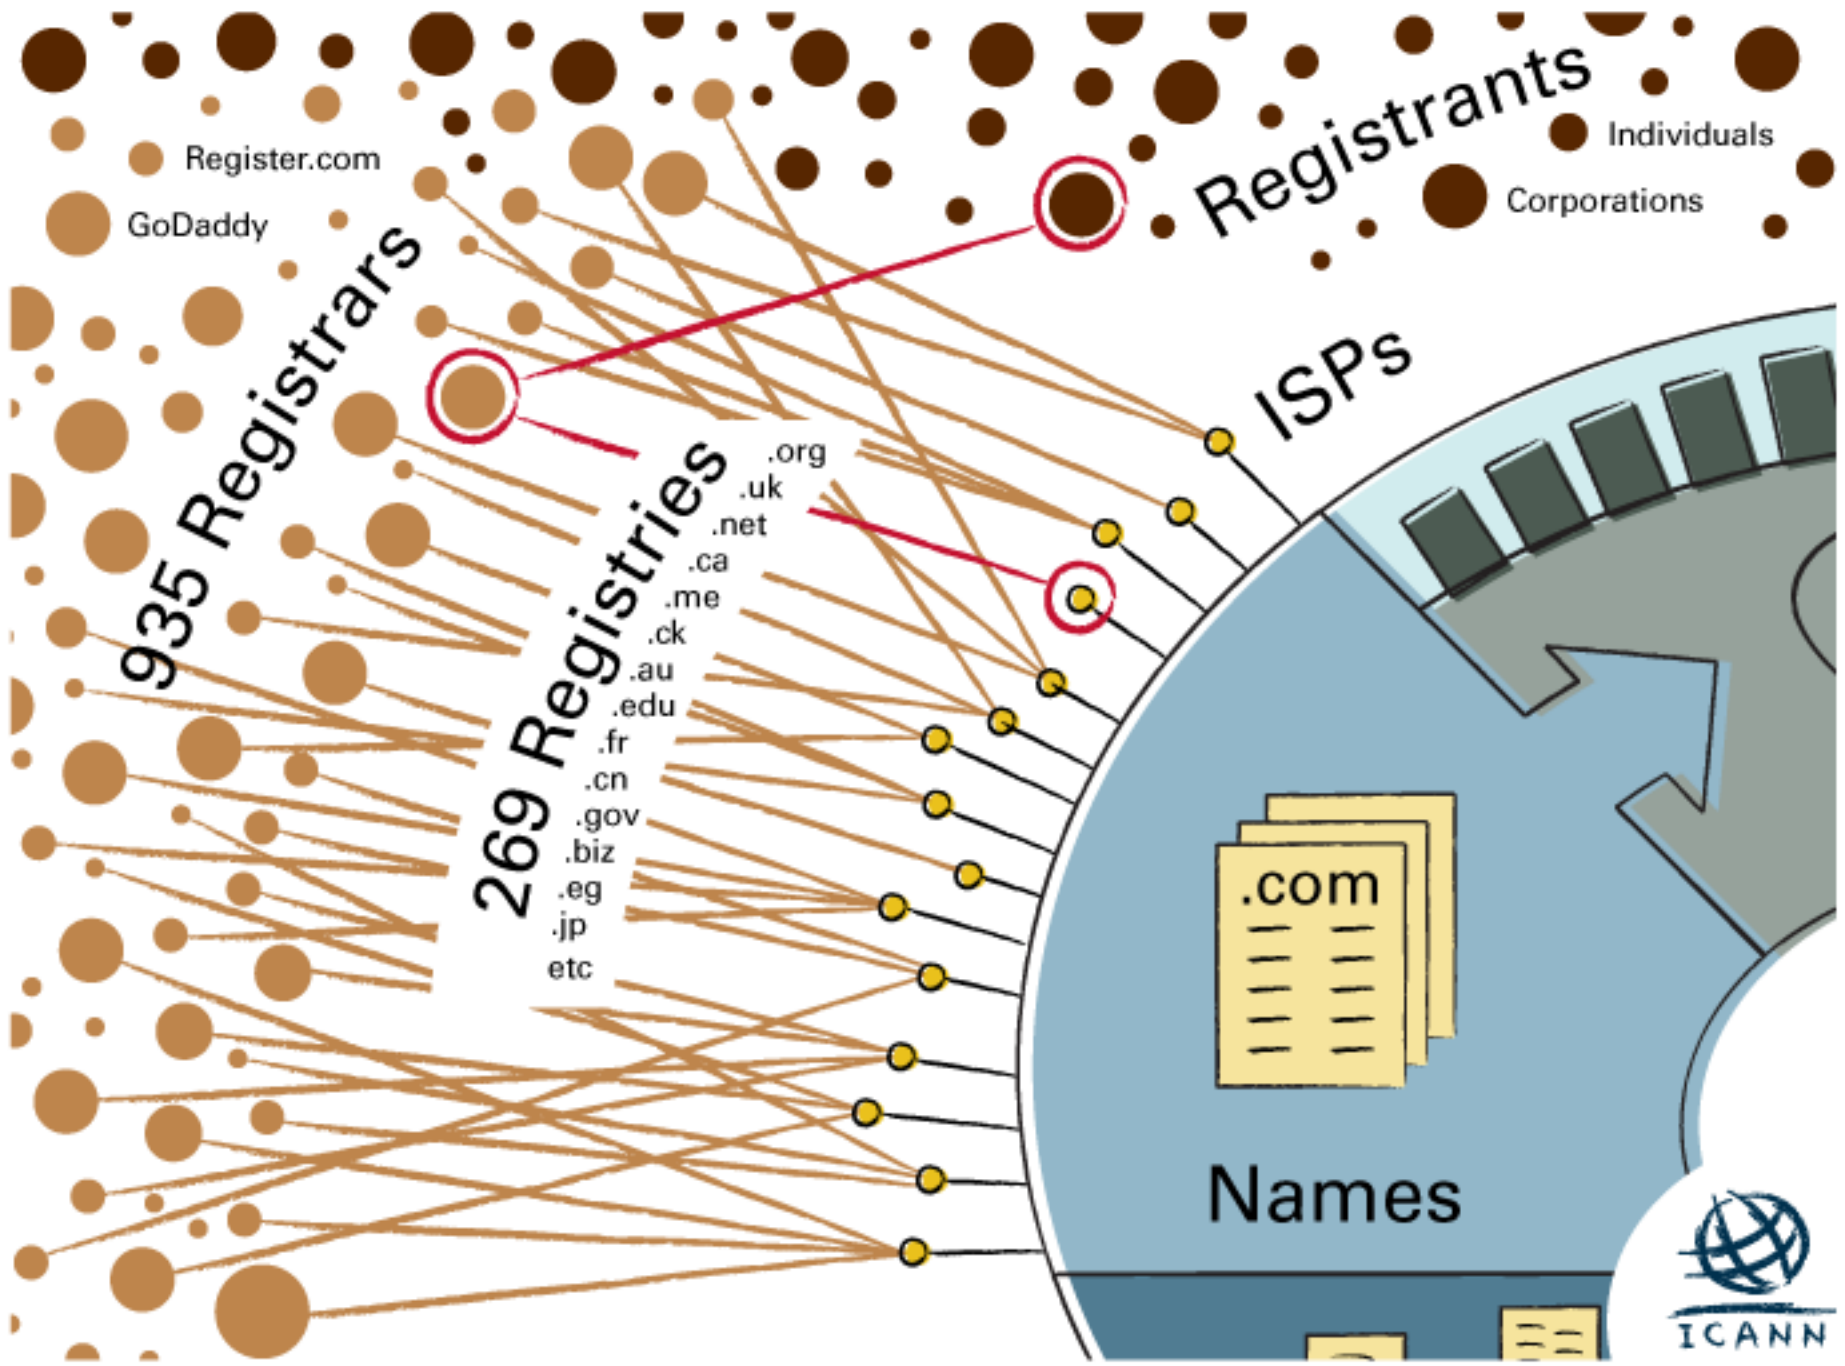 Registrants
Individuals
Corporations
Register.com
GoDaddy
935 Registrars
ISPs
269 Registries
.org
.uk
.net
.ca
.me
.ck
.au
.edu
.fr
.cn
.gov
.biz
.eg
.jp
etc
.com
Names
ICANN